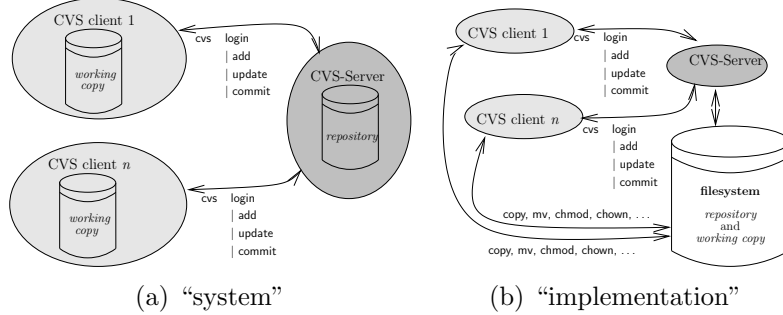 CVS client 1
working
copy
cvs login
| add
| update
| commit
CVS-Server
repository
CVS client n
working
copy
cvs login
| add
| update
| commit
(a) “system”
CVS client 1
cvs login
| add
| update
| commit
CVS-Server
CVS client n
cvs login
| add
| update
| commit
filesystem
repository
and
working copy
copy, mv, chmod, chown, ...
copy, mv, chmod, chown, ...
(b) “implementation”